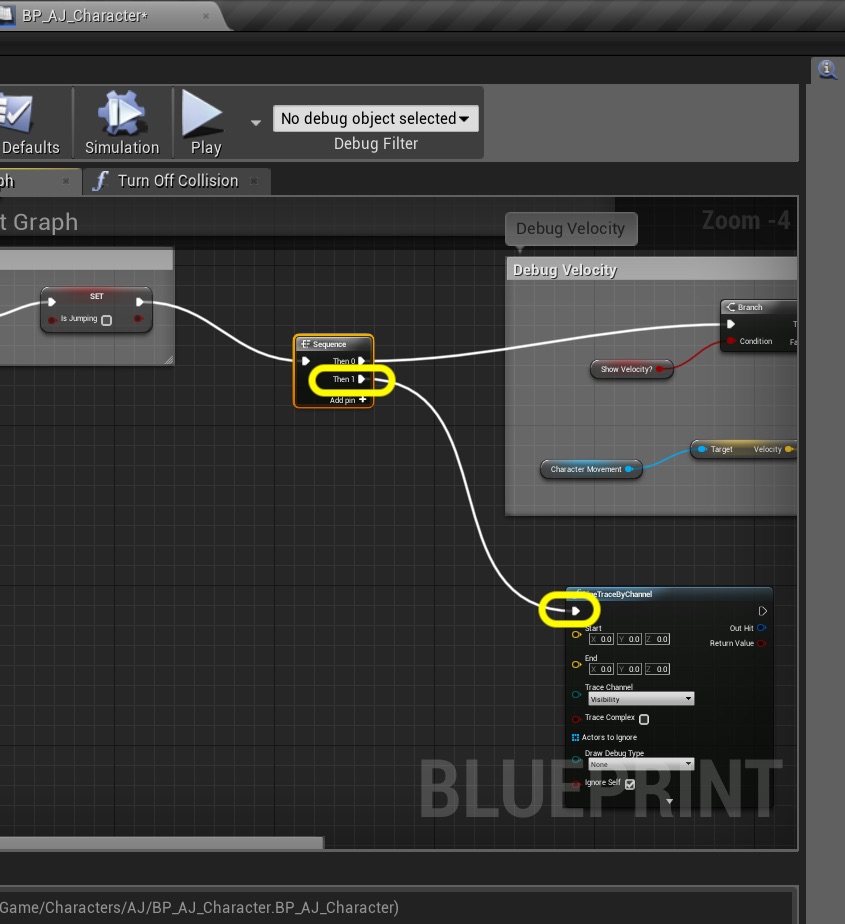 BP_AJ_Character*
Defaults
Simulation
Play
No debug object selected
Debug Filter
ph
f Turn Off Collision
t Graph
Debug Velocity
Zoom -4
Debug Velocity
SET
Is Jumping
Sequence
Then 0
Then 1
Add pin +
Branch
T
Condition
Fa
Show Velocity?
Character Movement
Target
Velocity
neTraceByChannel
Start
X 0.0 Y 0.0 Z 0.0
Out Hit
Return Value
End
X 0.0 Y 0.0 Z 0.0
Trace Channel
Visibility
Trace Complex
Actors to Ignore
Draw Debug Type
None
Ignore Self
BLUEPRINT
Game/Characters/AJ/BP_AJ_Character.BP_AJ_Character)